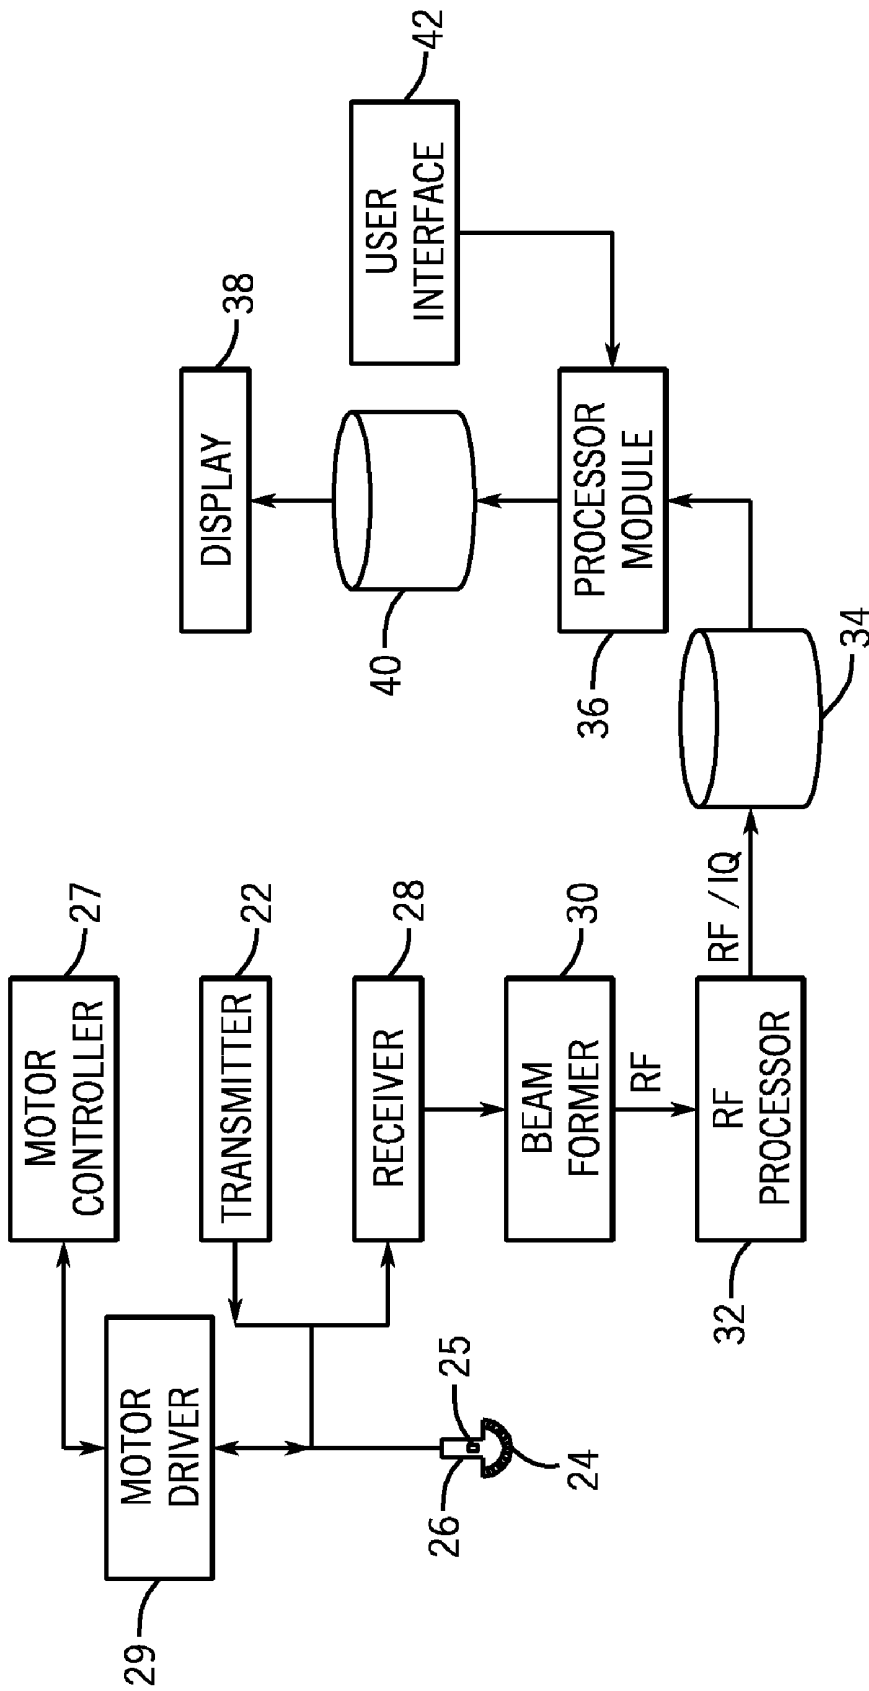 29
MOTOR
DRIVER
MOTOR
CONTROLLER
27
TRANSMITTER
22
RECEIVER
28
26
25
24
BEAM
FORMER
30
RF
RF
PROCESSOR
32
RF / IQ
34
PROCESSOR
MODULE
36
40
DISPLAY
38
USER
INTERFACE
42